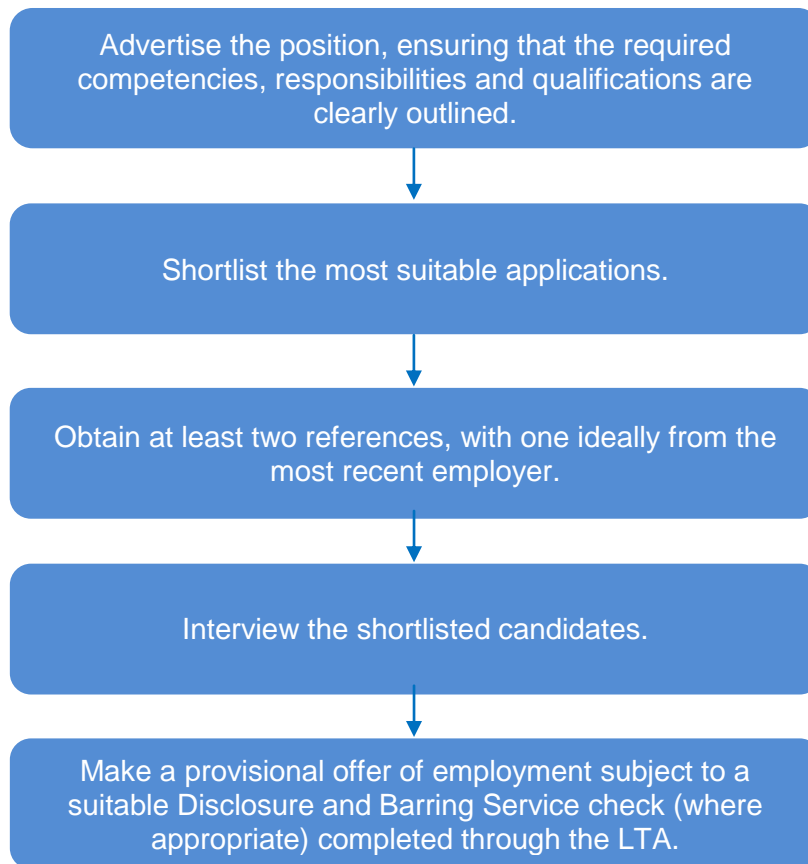 Advertise the position, ensuring that the required
competencies, responsibilities and qualifications are
clearly outlined.
Shortlist the most suitable applications.
Obtain at least two references, with one ideally from the
most recent employer.
Interview the shortlisted candidates.
Make a provisional offer of employment subject to a
suitable Disclosure and Barring Service check (where
appropriate) completed through the LTA.